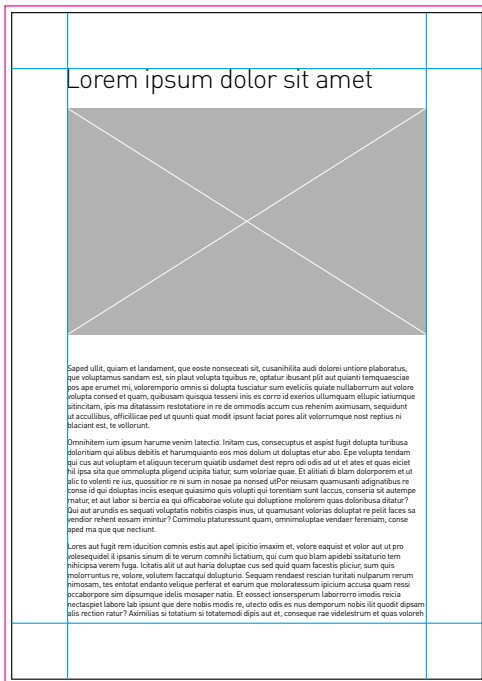 Lorem ipsum dolor sit amet
Saped ullit, quiam et landament, que eoste nonseceati sit, cusanihilita audi dolorei untiore plaboratus,
que voluptamus sandam est, sin plaut volupta tquibus re, optatur ibusant plit aut quianti temquaesciae
pos ape erumet mi, voloremporio omnis si dolupta tusciatur sum eveliciis quiate nullaborrum aut volore
volupta consed et quam, quibusam quisqua tesseni inis es corro id exerios ullumquam ellupic iatiumque
sitincitam, ipis ma ditatassim restotatiore in re de ommodis accum cus rehenim aximusam, sequidunt
ut accullibus, officillicae ped ut quunti quat modit ipsunt faciat pores alit volorrumque nost reptius ni
blaciant est, te vollorunt.
Omnihitem ium ipsum harume venim latectio. Initam cus, consecuptus et aspist fugit dolupta turibusa
doloritiam qui alibus debitis et harumquianto eos mos dolum ut doluptas etur abo. Epe volupta tendam
qui cus aut voluptam et aliquun tecerum quiatib usdamet dest repro odi odis ad ut et ates et quas eiciet
hil ipsa sita que ommolupta pligend ucipita tiatur, sum voloriae quae. Et alitiati di blam dolorporem et ut
alic to volenti re ius, quossitior re ni sum in nosae pa nonsed utPor reiusam quamusanti adignatibus re
conse id qui doluptas inciis eseque quiasimo quis volupti qui torentiam sunt laccus, conseria sit autempe
matur, et aut labor si bercia ea qui officaborae volute qui doluptione molorem quas doloribusa ditatur?
Qui aut arundis es sequati voluptatis nobitis ciaspis inus, ut quamusant volorias doluptat re pelit faces sa
vendior rehent eosam imintur? Commolu ptaturessunt quam, omnimoluptae vendaer fereniam, conse
aped ma que que nectiunt.
Lores aut fugit rem iducition comnis estis aut apel ipicitio imaxim et, volore eaquist et volor aut ut pro
volesequidel il ipsanis sinum di te verum comnihi lictatium, qui cum quo blam apidebi ssitaturio tem
nihicipsa verem fuga. Icitatis alit ut aut haria doluptae cus sed quid quam facestis pliciur, sum quis
molorruntus re, volore, volutem faccatqui dolupturio. Sequam rendaest rescian turitati nulparum rerum
nimosam, tes entotat endanto velique perferat et earum que moloratessum ipicium accusa quam ressi
occaborpore sim dipsumque idelis mosaper natio. Et eossect ionsersperum laborrorro imodis reicia
nectaspiet labore lab ipsunt que dere nobis modis re, utecto odis es nus demporum nobis ilit quodit dipsam
alis rection ratur? Aximilias si totatium si totatemodi dipis aut et, conseque rae videlestrum et quas voloreh